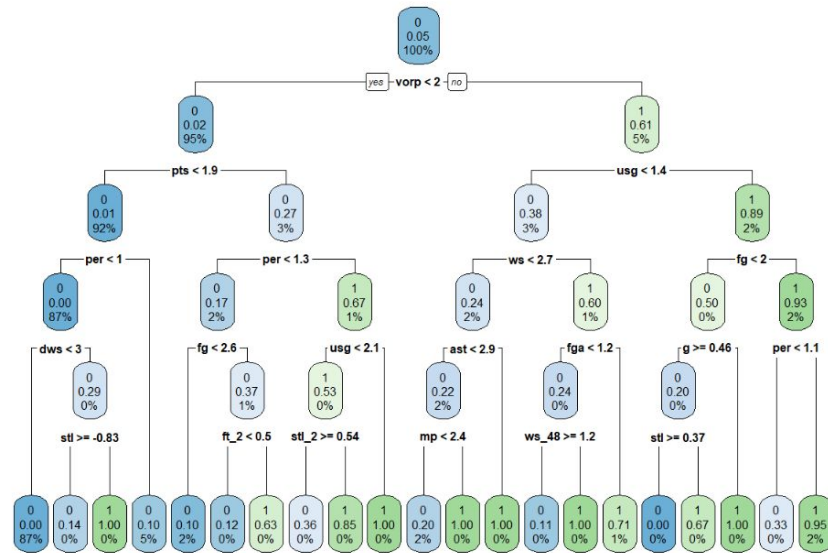 0
0.05
100%
yes vorp < 2 no
0 1
0.02 0.61
95% 5%
pts < 1.9 usg < 1.4
0 0 0 1
0.01 0.27 0.38 0.89
92% 3% 3% 2%
per < 1 per < 1.3 ws < 2.7 fg < 2
0 0 1 0 1 0 1
0.00 0.17 0.67 0.24 0.60 0.50 0.93
87% 2% 1% 2% 1% 0% 2%
dws < 3 fg < 2.6 usg < 2.1 ast < 2.9 fga < 1.2 g >= 0.46 per < 1.1
0 0 1 0 0 0
0.29 0.37 0.53 0.22 0.24 0.20
0% 1% 0% 2% 0% 0%
stl >= -0.83 ft_2 < 0.5 stl_2 >= 0.54 mp < 2.4 ws_48 >= 1.2 stl >= 0.37
0 0 1 0 0 0 1 0 1 1 0 1 1 0 1 1 0 1 1 0 1
0.00 0.14 1.00 0.10 0.10 0.12 0.63 0.36 0.85 1.00 0.20 1.00 1.00 0.11 1.00 0.71 0.00 0.67 1.00 0.33 0.95
87% 0% 0% 5% 2% 0% 0% 0% 0% 0% 2% 0% 0% 0% 0% 1% 0% 0% 0% 0% 2%